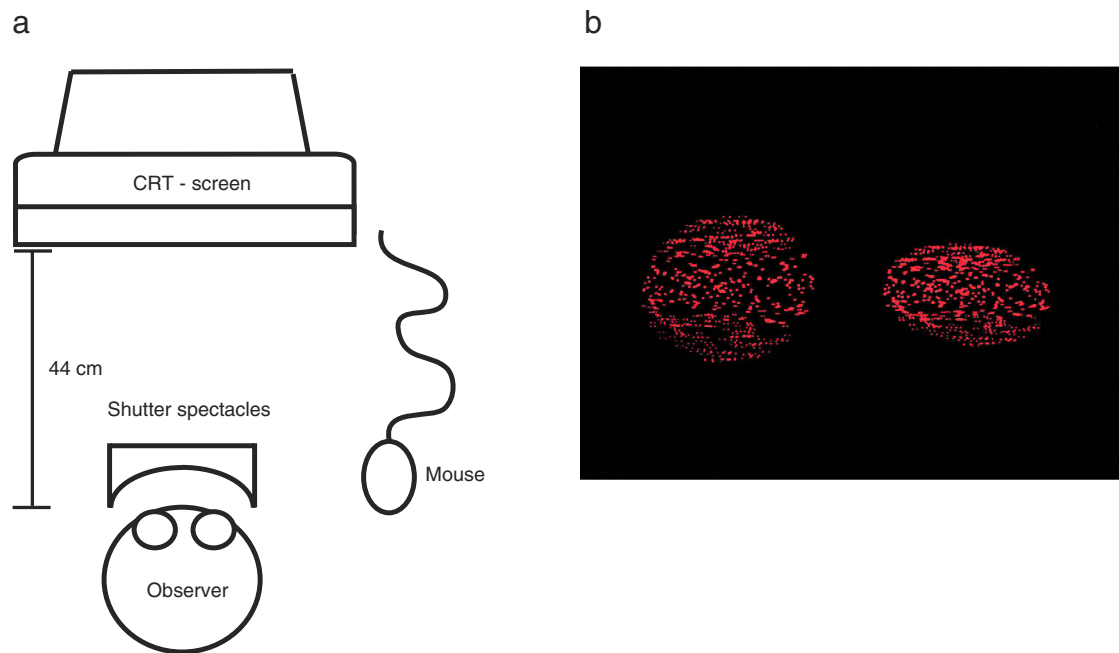 a
b
CRT - screen
44 cm
Shutter spectacles
Mouse
Observer